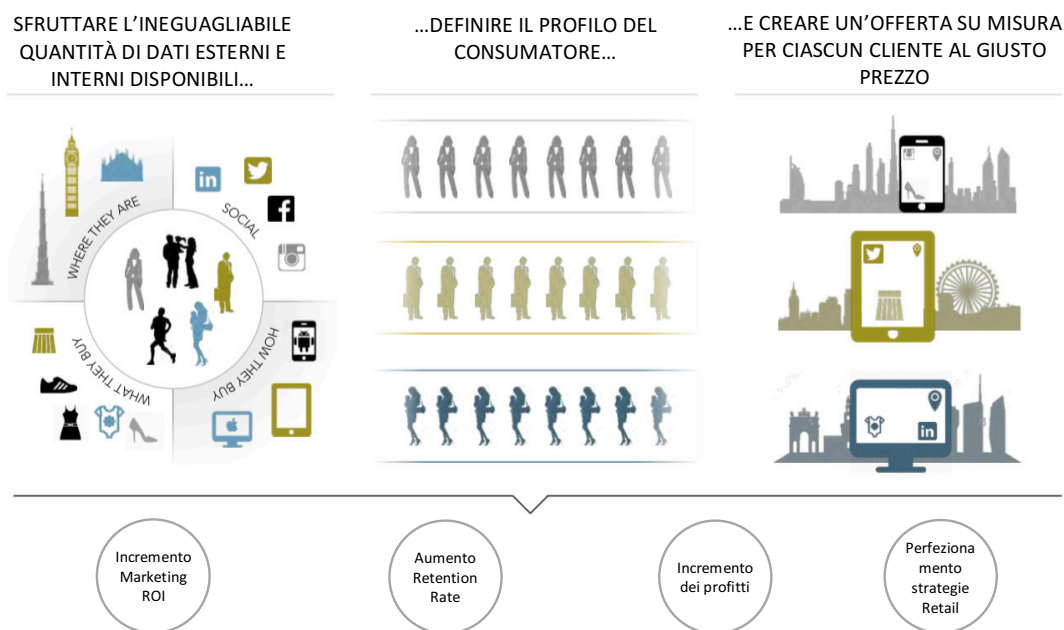 SFRUTTARE L’INEGUAGLIABILE
QUANTITÀ DI DATI ESTERNI E
INTERNI DISPONIBILI…
…DEFINIRE IL PROFILO DEL
CONSUMATORE…
…E CREARE UN’OFFERTA SU MISURA
PER CIASCUN CLIENTE AL GIUSTO
PREZZO
WHERE THEY ARE
SOCIAL
WHAT THEY BUY
HOW THEY BUY
in
f
in
Incremento
Marketing
ROI
Aumento
Retention
Rate
Incremento
dei profitti
Perfeziona
mento
strategie
Retail